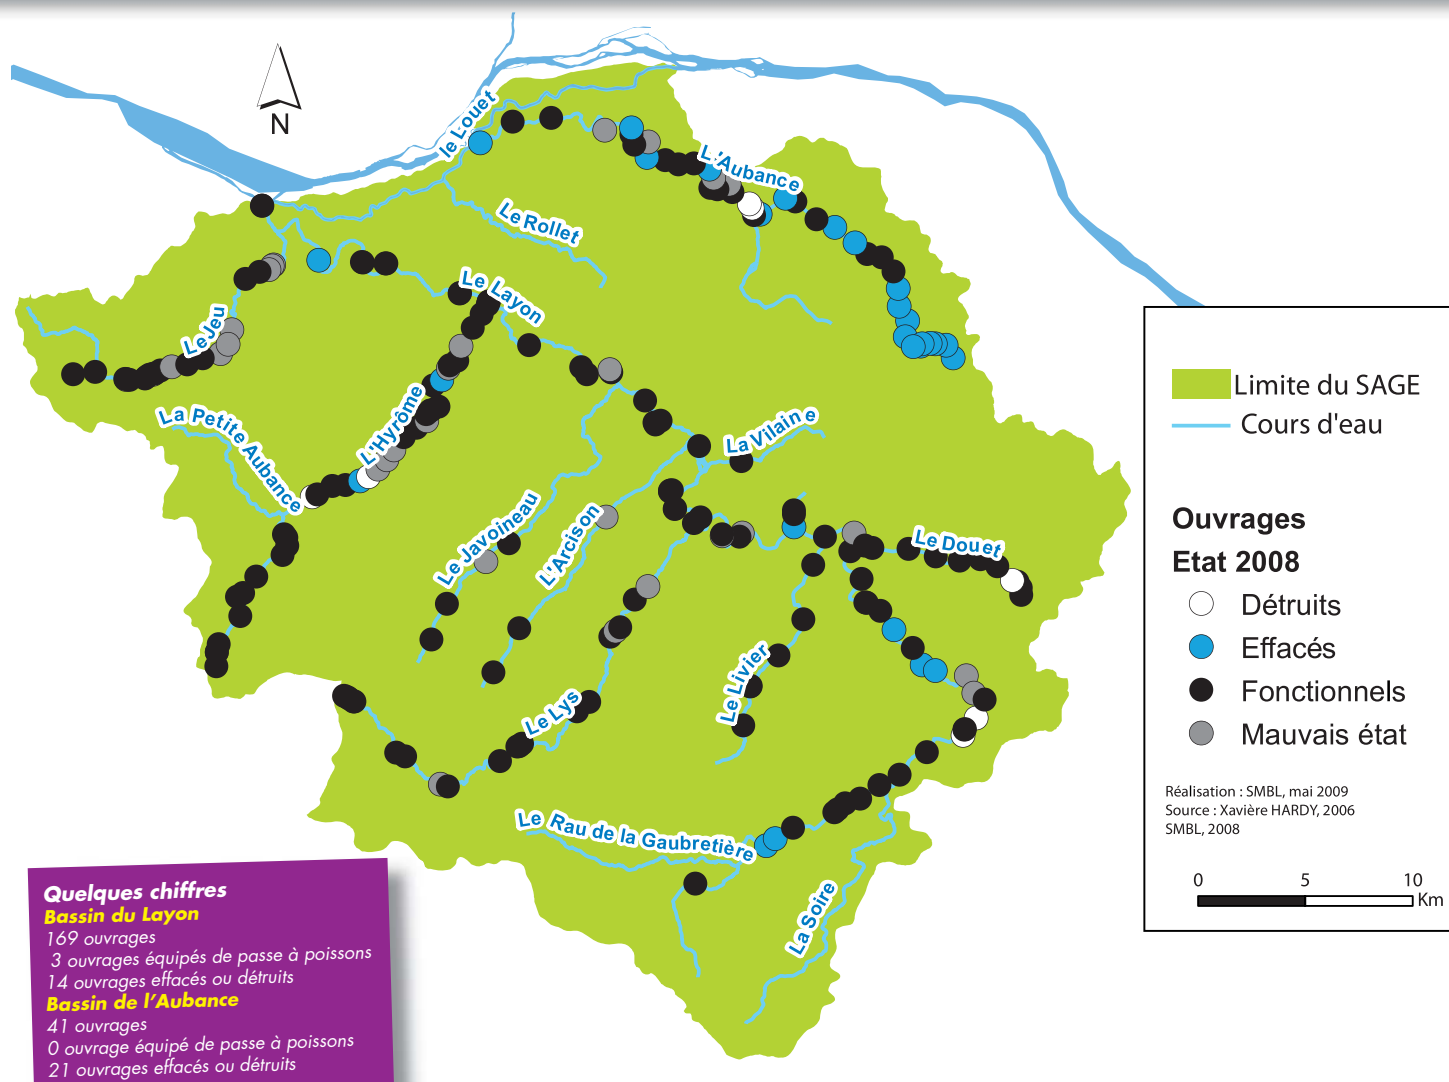 N
le Louet
L'Aubance
Le Rollet
Le Layon
Le Jeu
La Petite Aubance
L'Hyrôme
La Vilaine
Le Javoineau
L'Arcison
Le Douet
Le Livier
Le Lys
Le Rau de la Gaubretière
La Soire
Limite du SAGE
Cours d'eau
Ouvrages
Etat 2008
Détruits
Effacés
Fonctionnels
Mauvais état
Réalisation : SMBL, mai 2009
Source : Xavière HARDY, 2006
SMBL, 2008
0 5 10
Km
Quelques chiffres
Bassin du Layon
169 ouvrages
3 ouvrages équipés de passe à poissons
14 ouvrages effacés ou détruits
Bassin de l'Aubance
41 ouvrages
0 ouvrage équipé de passe à poissons
21 ouvrages effacés ou détruits